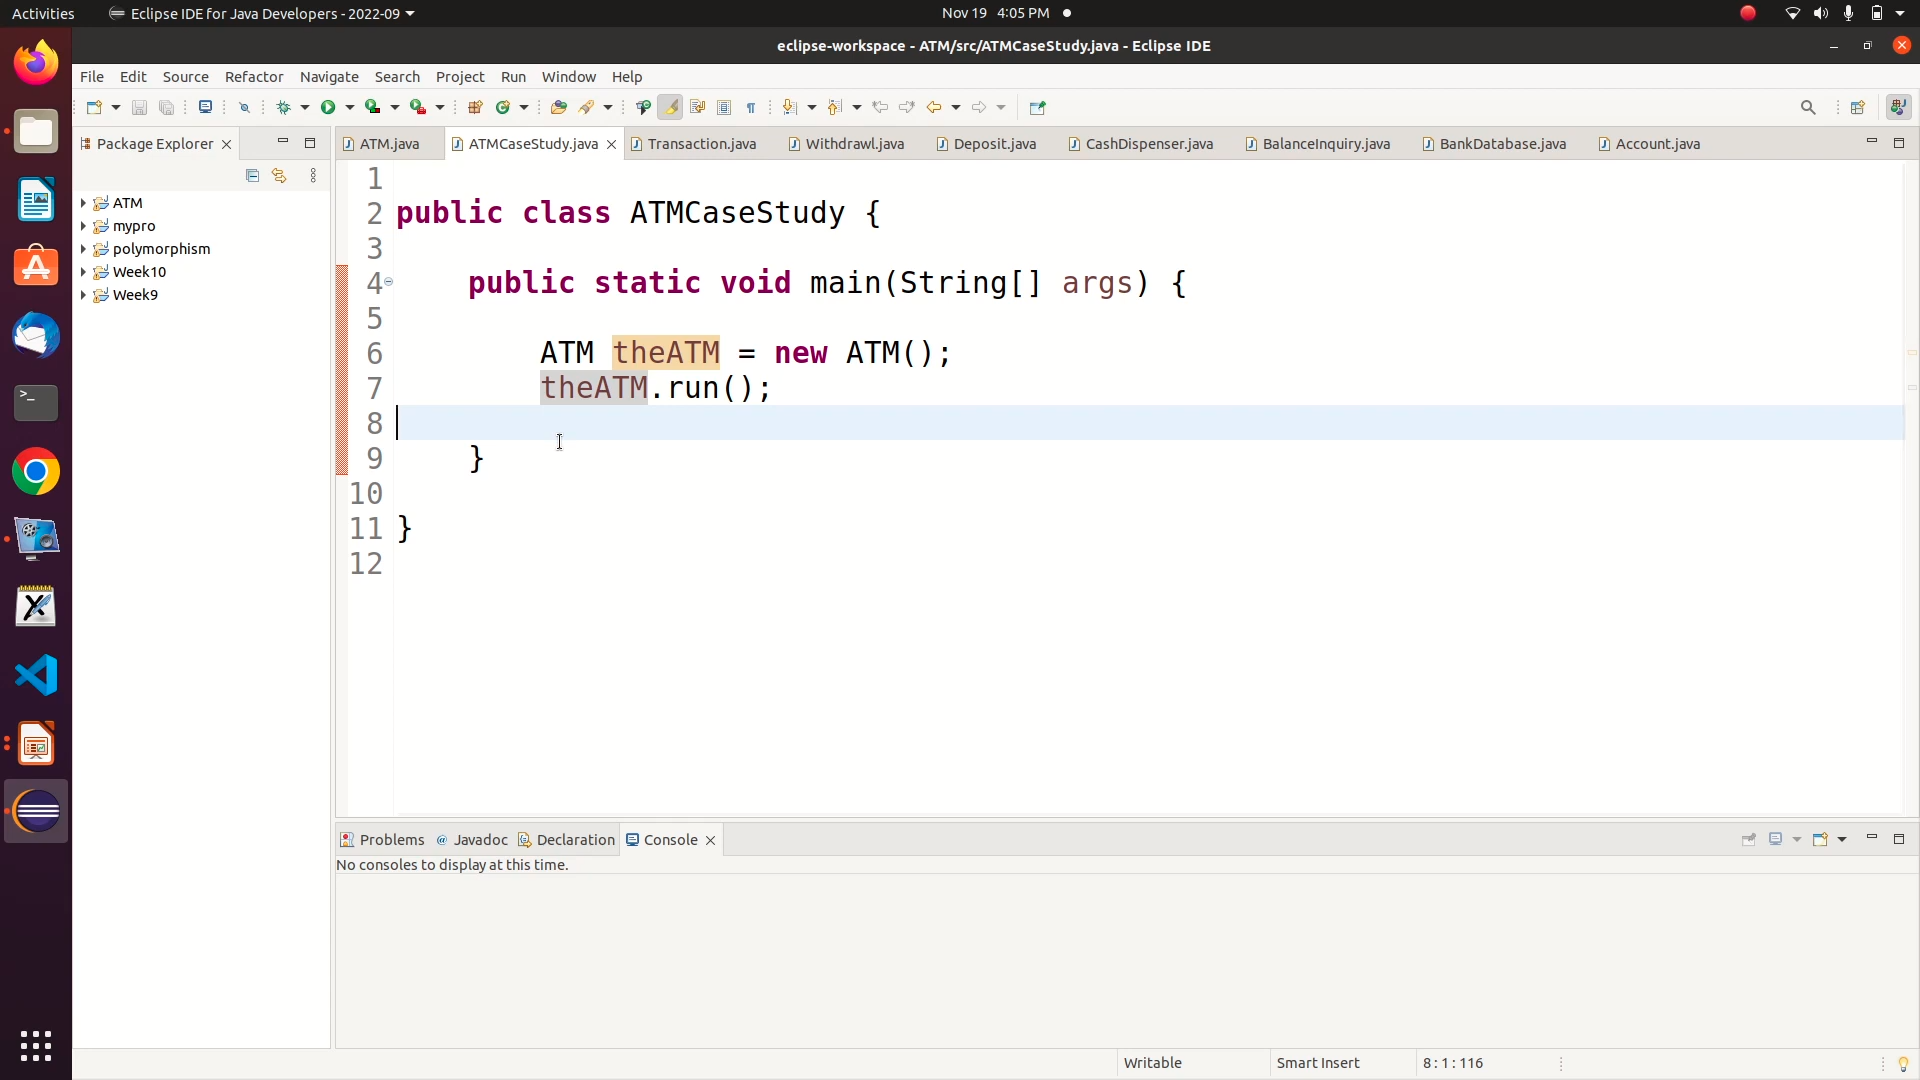 Activities
Eclipse IDE for Java Developers - 2022-09
Nov 19 4:05 PM
eclipse-workspace - ATM/src/ATMCaseStudy.java - Eclipse IDE
File Edit Source Refactor Navigate Search Project Run Window Help
Package Explorer
ATM.java ATMCaseStudy.java Transaction.java Withdrawl.java Deposit.java CashDispenser.java BalanceInquiry.java BankDatabase.java Account.java
ATM
mypro
polymorphism
Week10
Week9
1
2 public class ATMCaseStudy {
3
4 public static void main(String[] args) {
5
6 ATM theATM = new ATM();
7 theATM.run();
8
9 }
10
11 }
12
Problems @ Javadoc Declaration Console
No consoles to display at this time.
Writable Smart Insert 8 : 1 : 116